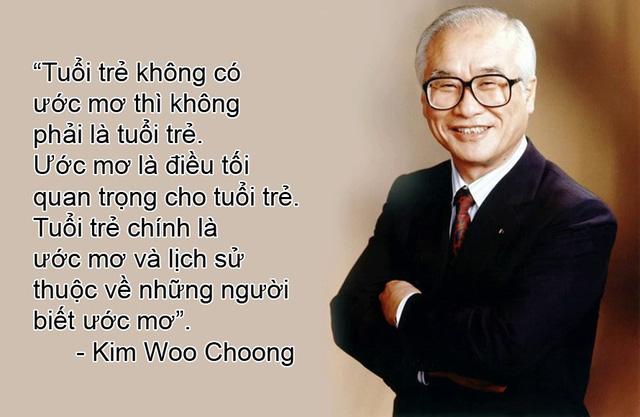 “Tuổi trẻ không có
ước mơ thì không
phải là tuổi trẻ.
Ước mơ là điều tối
quan trọng cho tuổi trẻ.
Tuổi trẻ chính là
ước mơ và lịch sử
thuộc về những người
biết ước mơ”.
- Kim Woo Choong